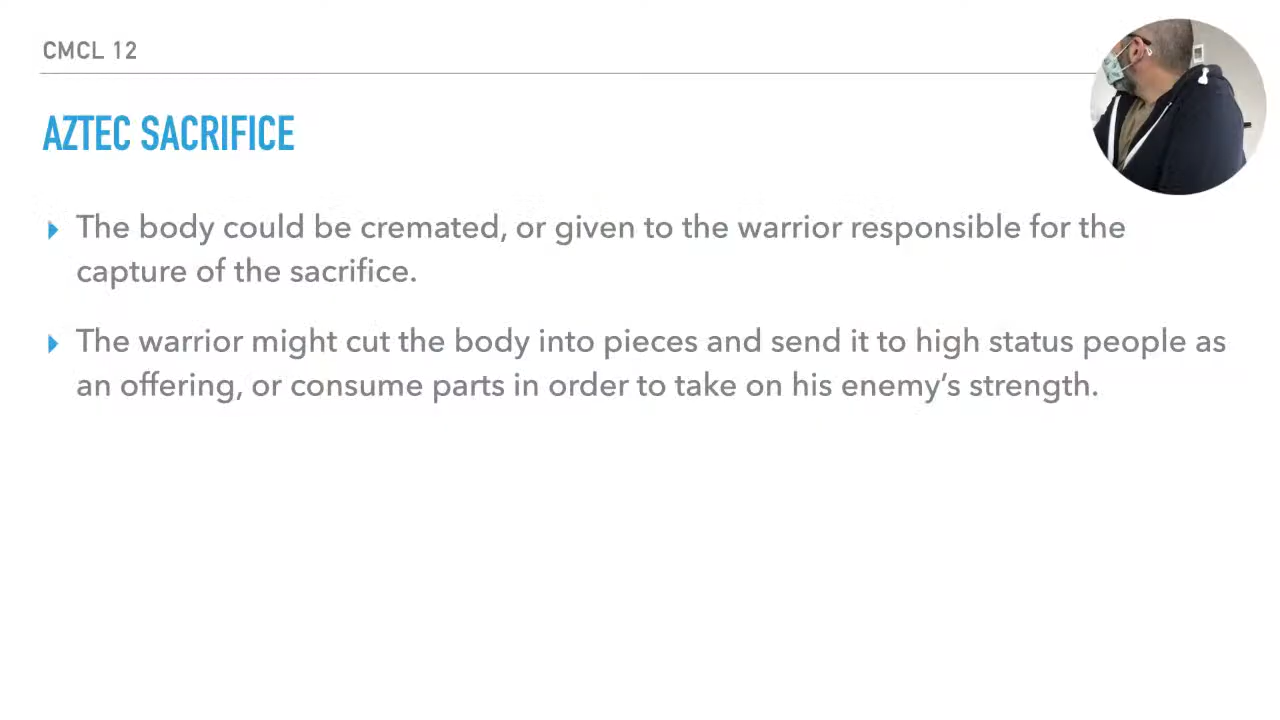 CMCL 12
AZTEC SACRIFICE
The body could be cremated, or given to the warrior responsible for the
capture of the sacrifice.
The warrior might cut the body into pieces and send it to high status people as
an offering, or consume parts in order to take on his enemy’s strength.